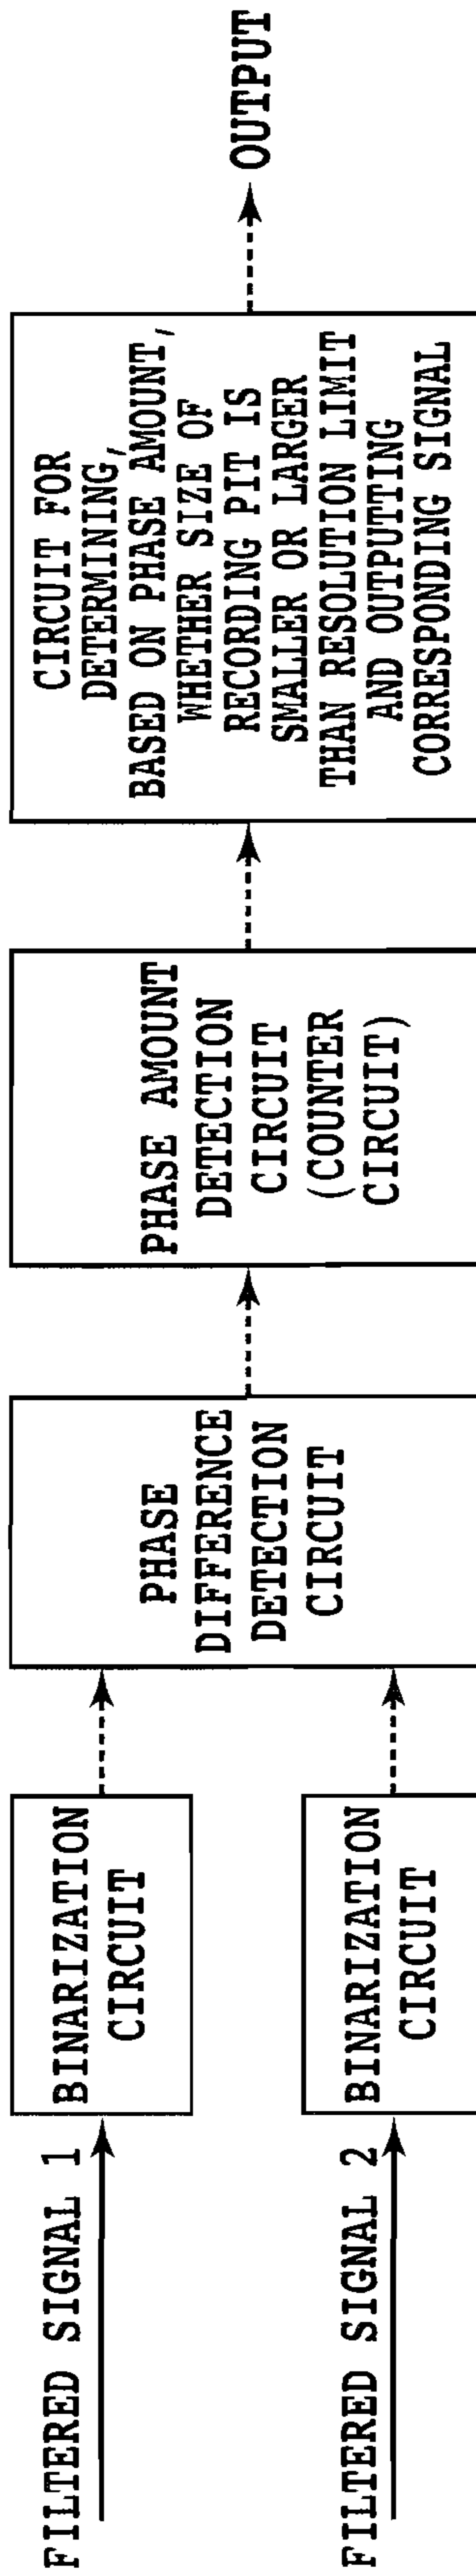 FILTERED SIGNAL 1
BINARIZATION
CIRCUIT
FILTERED SIGNAL 2
BINARIZATION
CIRCUIT
PHASE
DIFFERENCE
DETECTION
CIRCUIT
PHASE AMOUNT
DETECTION
CIRCUIT
(COUNTER
CIRCUIT)
CIRCUIT FOR
DETERMINING,
BASED ON PHASE AMOUNT,
WHETHER SIZE OF
RECORDING PIT IS
SMALLER OR LARGER
THAN RESOLUTION LIMIT
AND OUTPUTTING
CORRESPONDING SIGNAL
OUTPUT